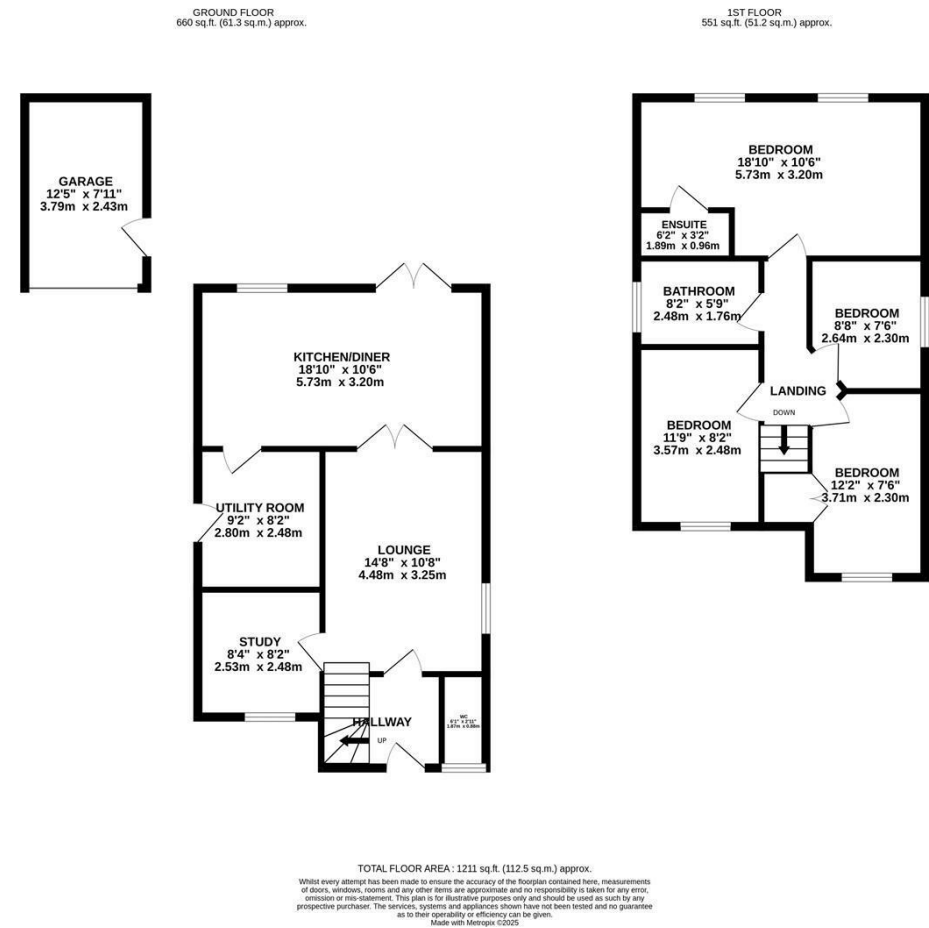 GROUND FLOOR
660 sq.ft. (61.3 sq.m.) approx.
1ST FLOOR
551 sq.ft. (51.2 sq.m.) approx.
GARAGE
12'5" x 7'11"
3.79m x 2.43m
KITCHEN/DINER
18'10" x 10'6"
5.73m x 3.20m
UTILITY ROOM
9'2" x 8'2"
2.80m x 2.48m
LOUNGE
14'8" x 10'8"
4.48m x 3.25m
STUDY
8'4" x 8'2"
2.53m x 2.48m
HALLWAY
UP
WC
6'1" x 2'11"
1.87m x 0.88m
BEDROOM
18'10" x 10'6"
5.73m x 3.20m
ENSUITE
6'2" x 3'2"
1.89m x 0.96m
BATHROOM
8'2" x 5'9"
2.48m x 1.76m
BEDROOM
8'8" x 7'6"
2.64m x 2.30m
LANDING
DOWN
BEDROOM
11'9" x 8'2"
3.57m x 2.48m
BEDROOM
12'2" x 7'6"
3.71m x 2.30m
TOTAL FLOOR AREA : 1211 sq.ft. (112.5 sq.m.) approx.
Whilst every attempt has been made to ensure the accuracy of the floorplan contained here, measurements
of doors, windows, rooms and any other items are approximate and no responsibility is taken for any error,
omission or mis-statement. This plan is for illustrative purposes only and should be used as such by any
prospective purchaser. The services, systems and appliances shown have not been tested and no guarantee
as to their operability or efficiency can be given.
Made with Metropix ©2025